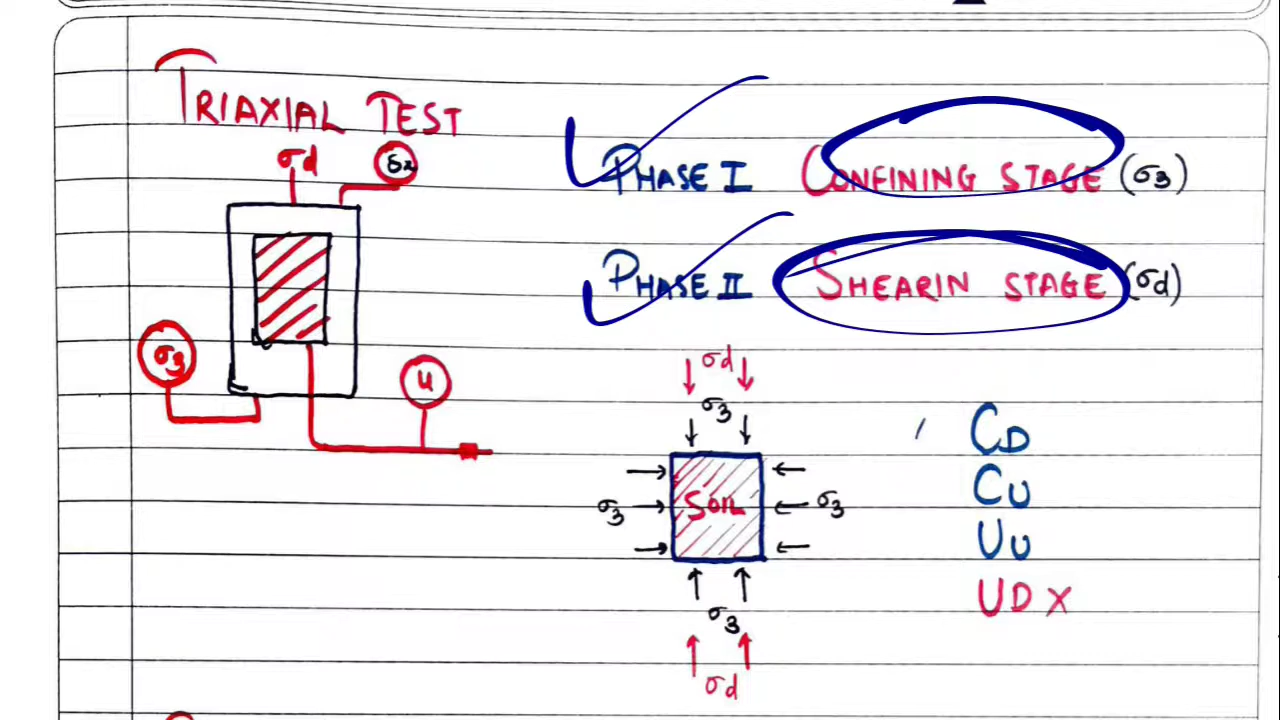 TRIAXIAL TEST
σd
δx
σ3
u
PHASE I CONFINING STAGE (σ3)
PHASE II SHEARIN STAGE (σd)
σd
σ3
σ3 SOIL σ3
σ3
σd
CD
CU
UU
UD X